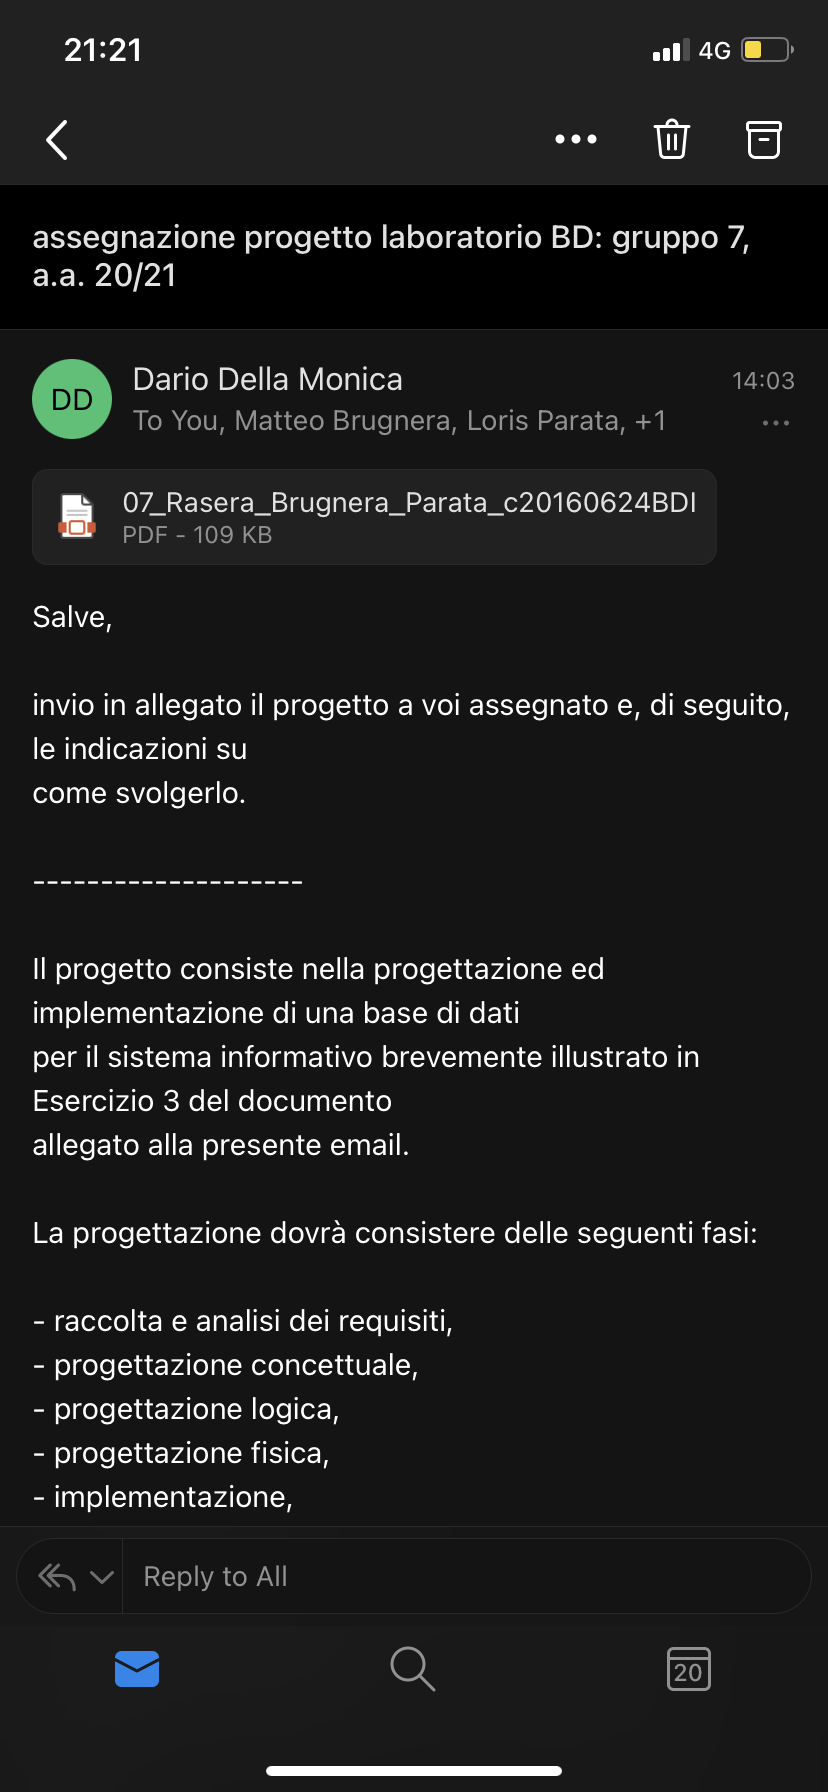 21:21
4G
assegnazione progetto laboratorio BD: gruppo 7,
a.a. 20/21
DD
Dario Della Monica
14:03
To You, Matteo Brugnera, Loris Parata, +1
07_Rasera_Brugnera_Parata_c20160624BDI
PDF - 109 KB
Salve,
invio in allegato il progetto a voi assegnato e, di seguito,
le indicazioni su
come svolgerlo.
--------------------
Il progetto consiste nella progettazione ed
implementazione di una base di dati
per il sistema informativo brevemente illustrato in
Esercizio 3 del documento
allegato alla presente email.
La progettazione dovrà consistere delle seguenti fasi:
- raccolta e analisi dei requisiti,
- progettazione concettuale,
- progettazione logica,
- progettazione fisica,
- implementazione,
Reply to All
20